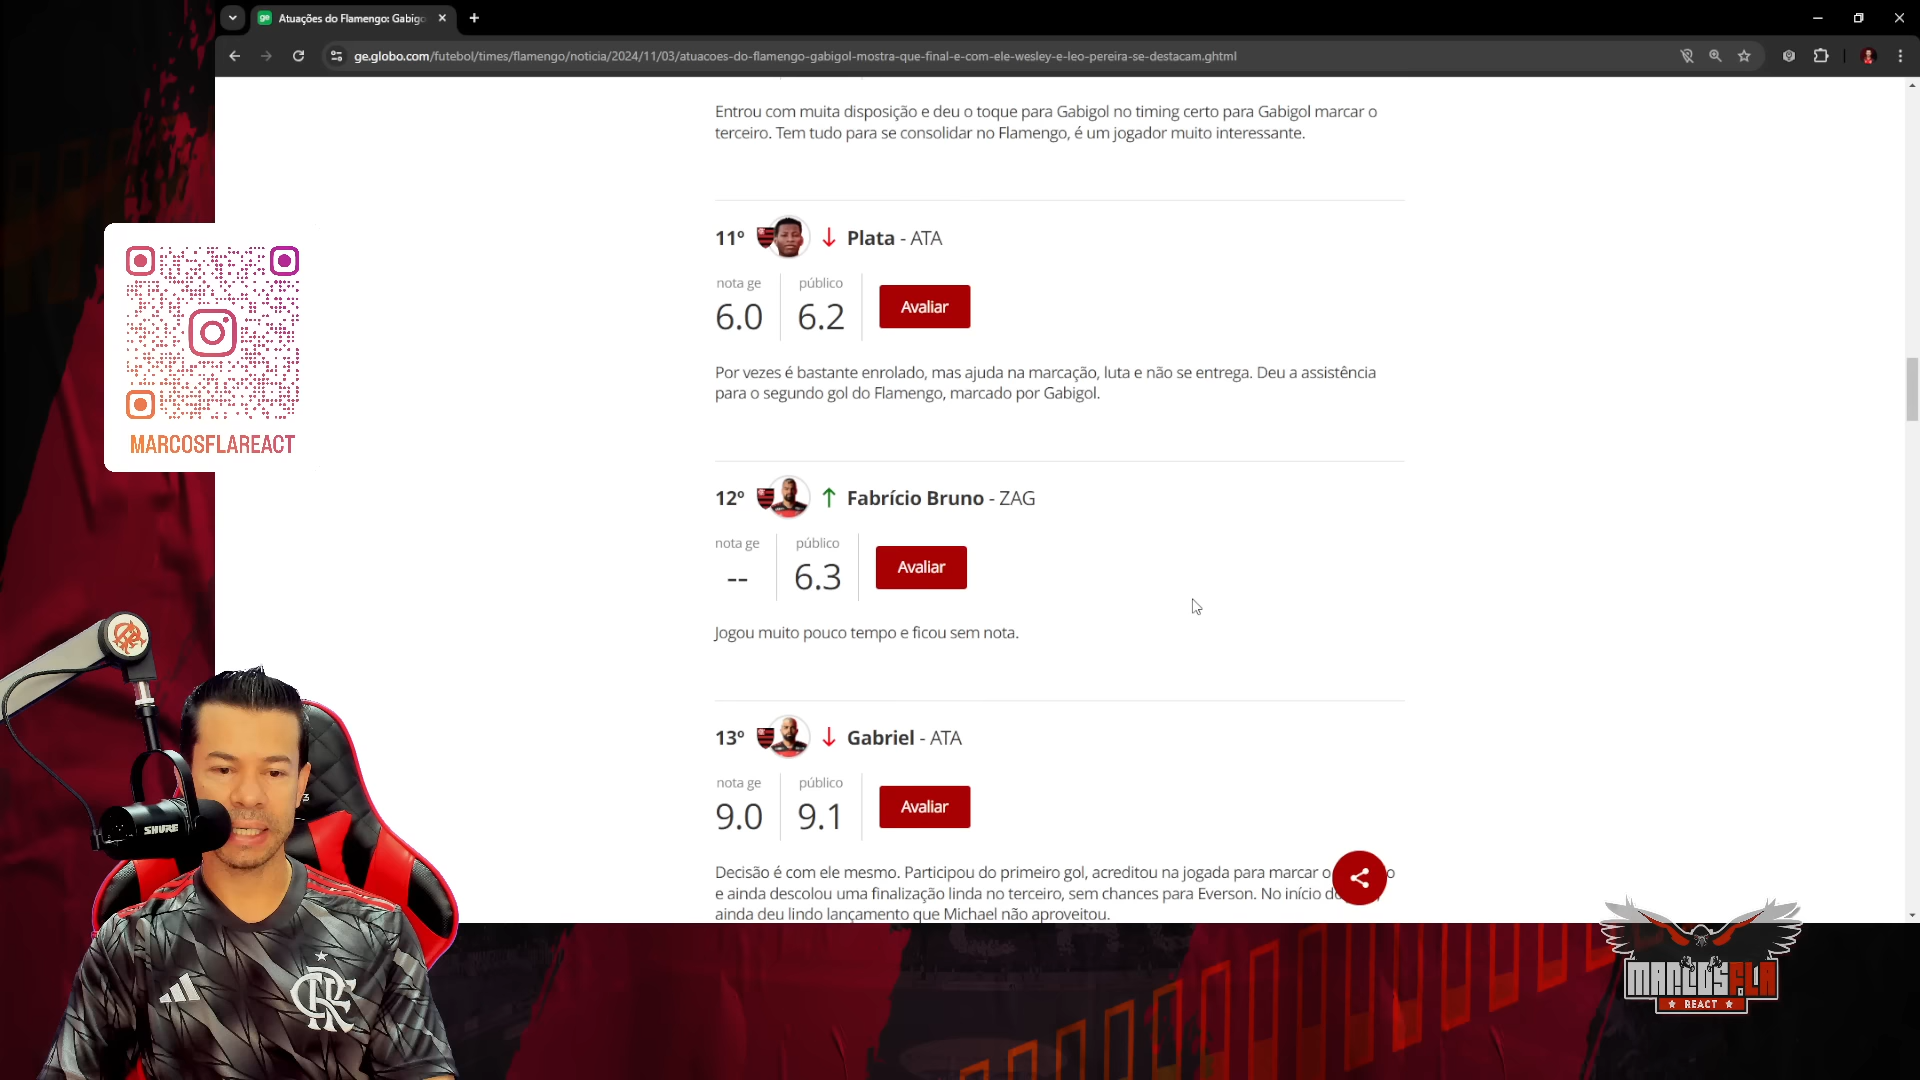 Atuações do Flamengo: Gabigo
ge.globo.com/futebol/times/flamengo/noticia/2024/11/03/atuacoes-do-flamengo-gabigol-mostra-que-final-e-com-ele-wesley-e-leo-pereira-se-destacam.ghtml
Entrou com muita disposição e deu o toque para Gabigol no timing certo para Gabigol marcar o
terceiro. Tem tudo para se consolidar no Flamengo, é um jogador muito interessante.
11º Plata - ATA
nota ge público
6.0 6.2 Avaliar
Por vezes é bastante enrolado, mas ajuda na marcação, luta e não se entrega. Deu a assistência
para o segundo gol do Flamengo, marcado por Gabigol.
12º Fabrício Bruno - ZAG
nota ge público
-- 6.3 Avaliar
Jogou muito pouco tempo e ficou sem nota.
13º Gabriel - ATA
nota ge público
9.0 9.1 Avaliar
Decisão é com ele mesmo. Participou do primeiro gol, acreditou na jogada para marcar o
e ainda descolou uma finalização linda no terceiro, sem chances para Everson. No início
ainda deu lindo lançamento que Michael não aproveitou.
MARCOSFLAREACT
SHURE
MARCOSFLA
REACT